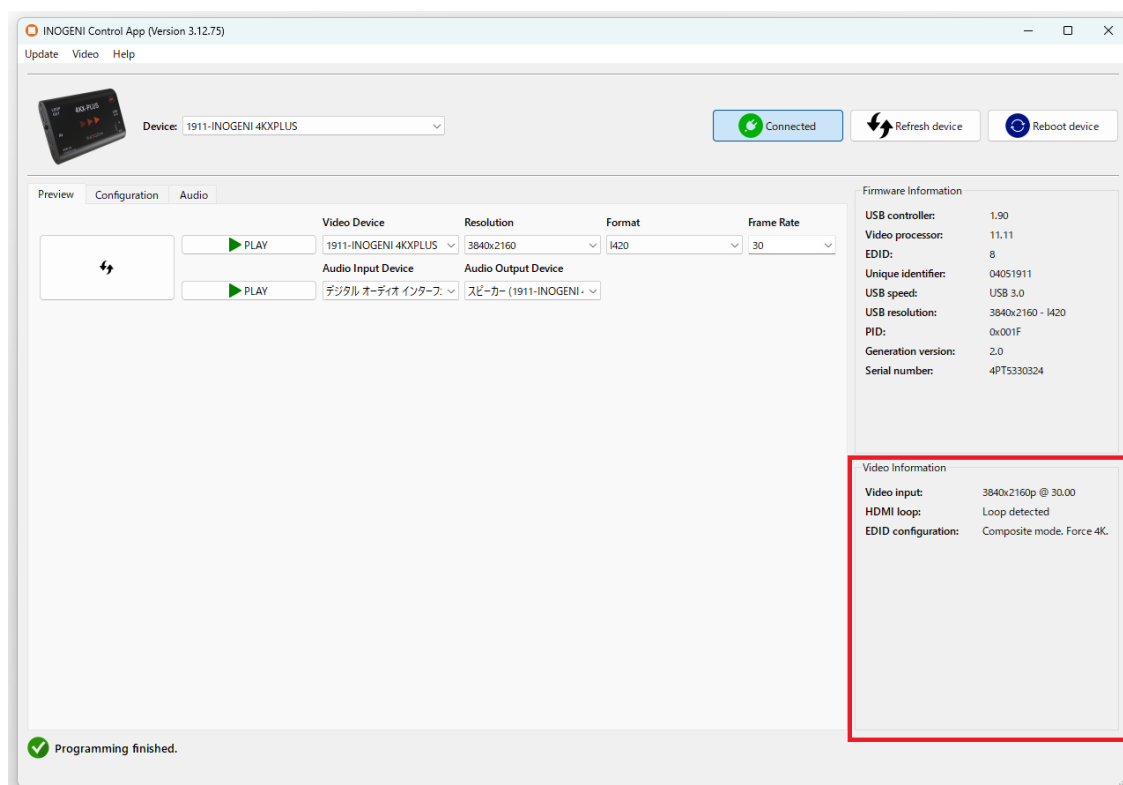 INOGENI Control App (Version 3.12.75)
Update Video Help
4KX-PLUS
Device: 1911-INOGENI 4KXPLUS
Connected
Refresh device
Reboot device
Preview Configuration Audio
Video Device Resolution Format Frame Rate
PLAY 1911-INOGENI 4KXPLUS 3840x2160 I420 30
Audio Input Device Audio Output Device
PLAY デジタル オーディオ インターフ: スピーカー (1911-INOGENI
Firmware Information
USB controller: 1.90
Video processor: 11.11
EDID: 8
Unique identifier: 04051911
USB speed: USB 3.0
USB resolution: 3840x2160 - I420
PID: 0x001F
Generation version: 2.0
Serial number: 4PT5330324
Video Information
Video input: 3840x2160p @ 30.00
HDMI loop: Loop detected
EDID configuration: Composite mode. Force 4K.
Programming finished.